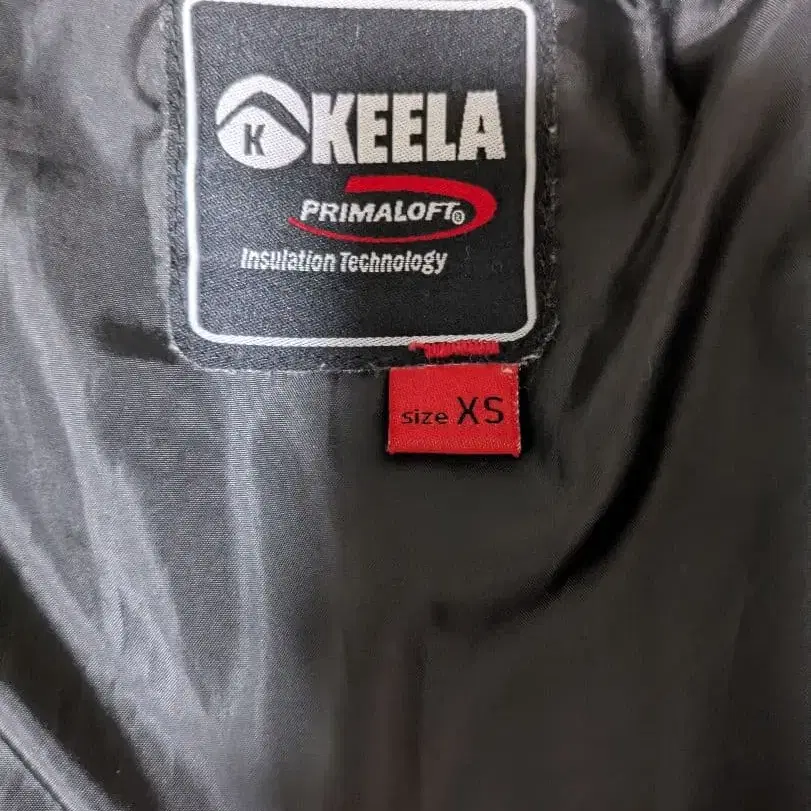 K KEELA
PRIMALOFT®
Insulation Technology
size XS